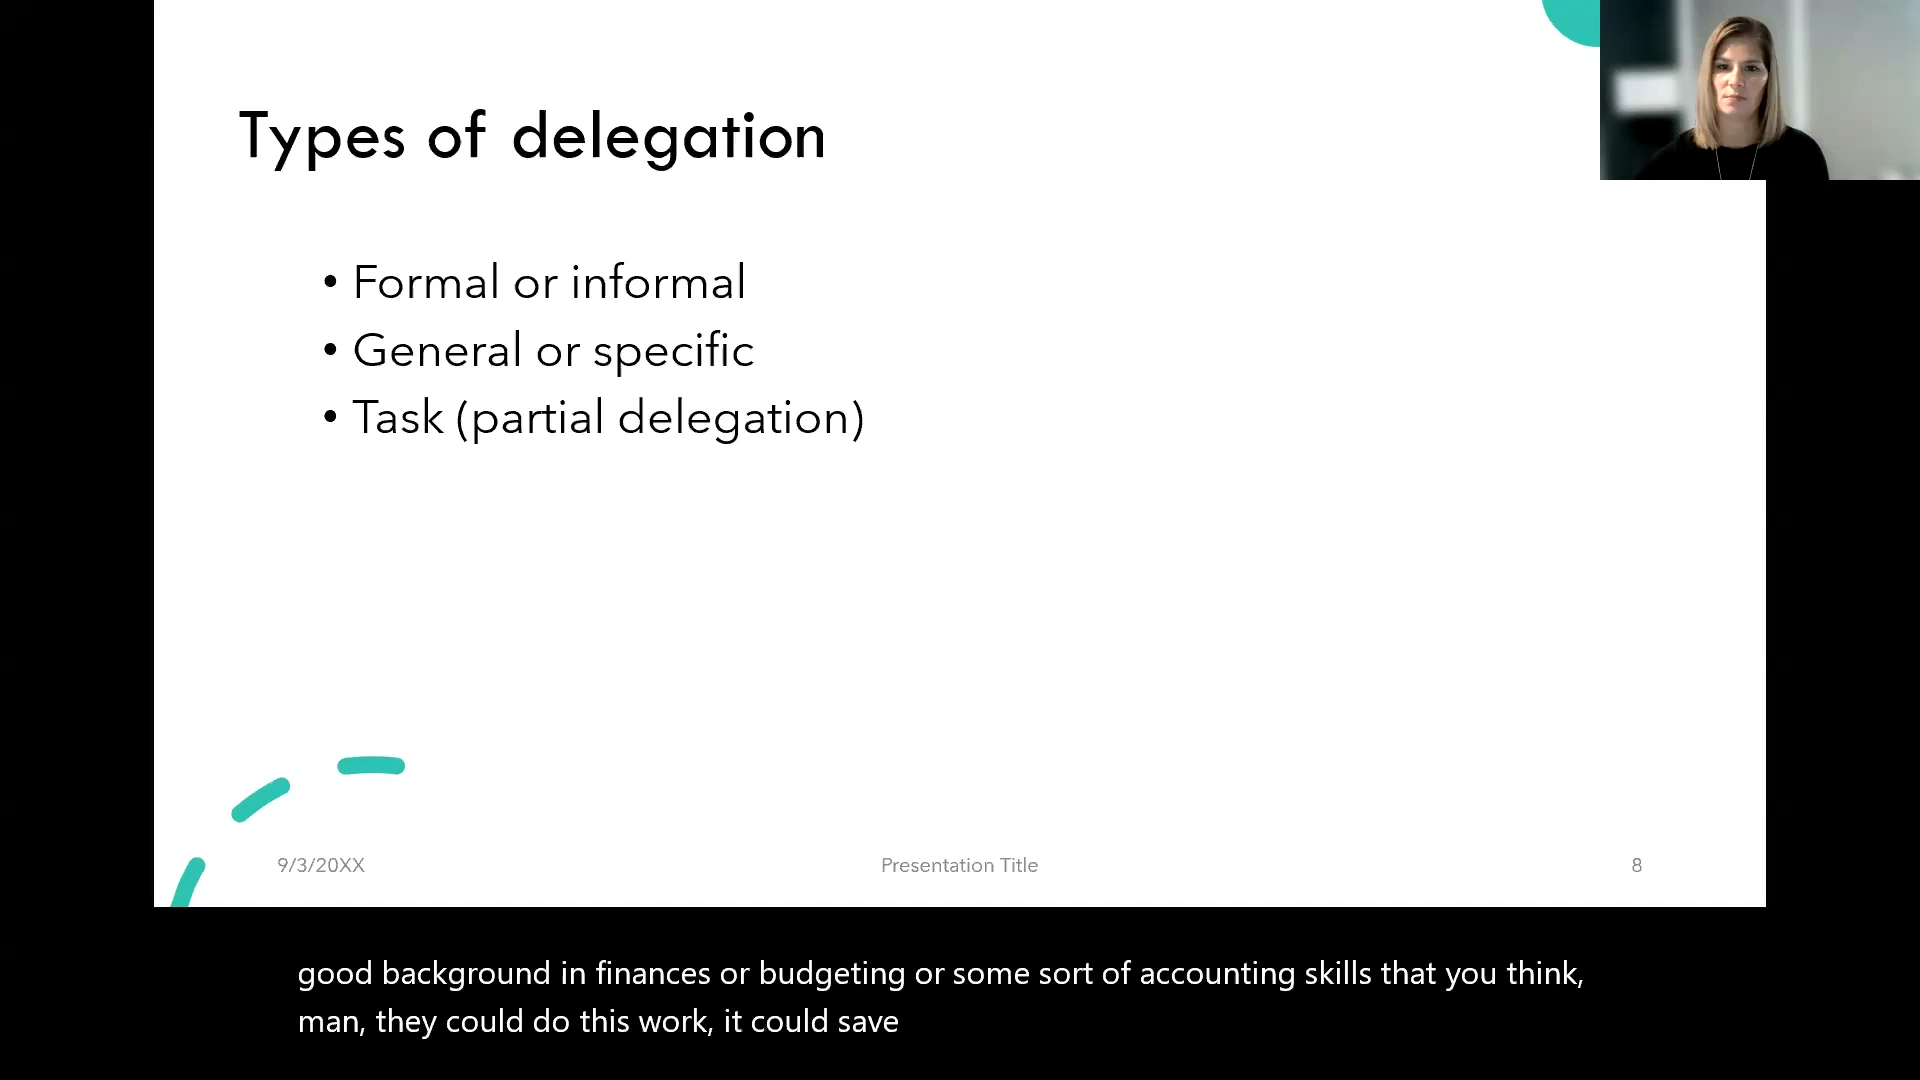 Types of delegation
• Formal or informal
• General or specific
• Task (partial delegation)
9/3/20XX
Presentation Title
8
good background in finances or budgeting or some sort of accounting skills that you think,
man, they could do this work, it could save